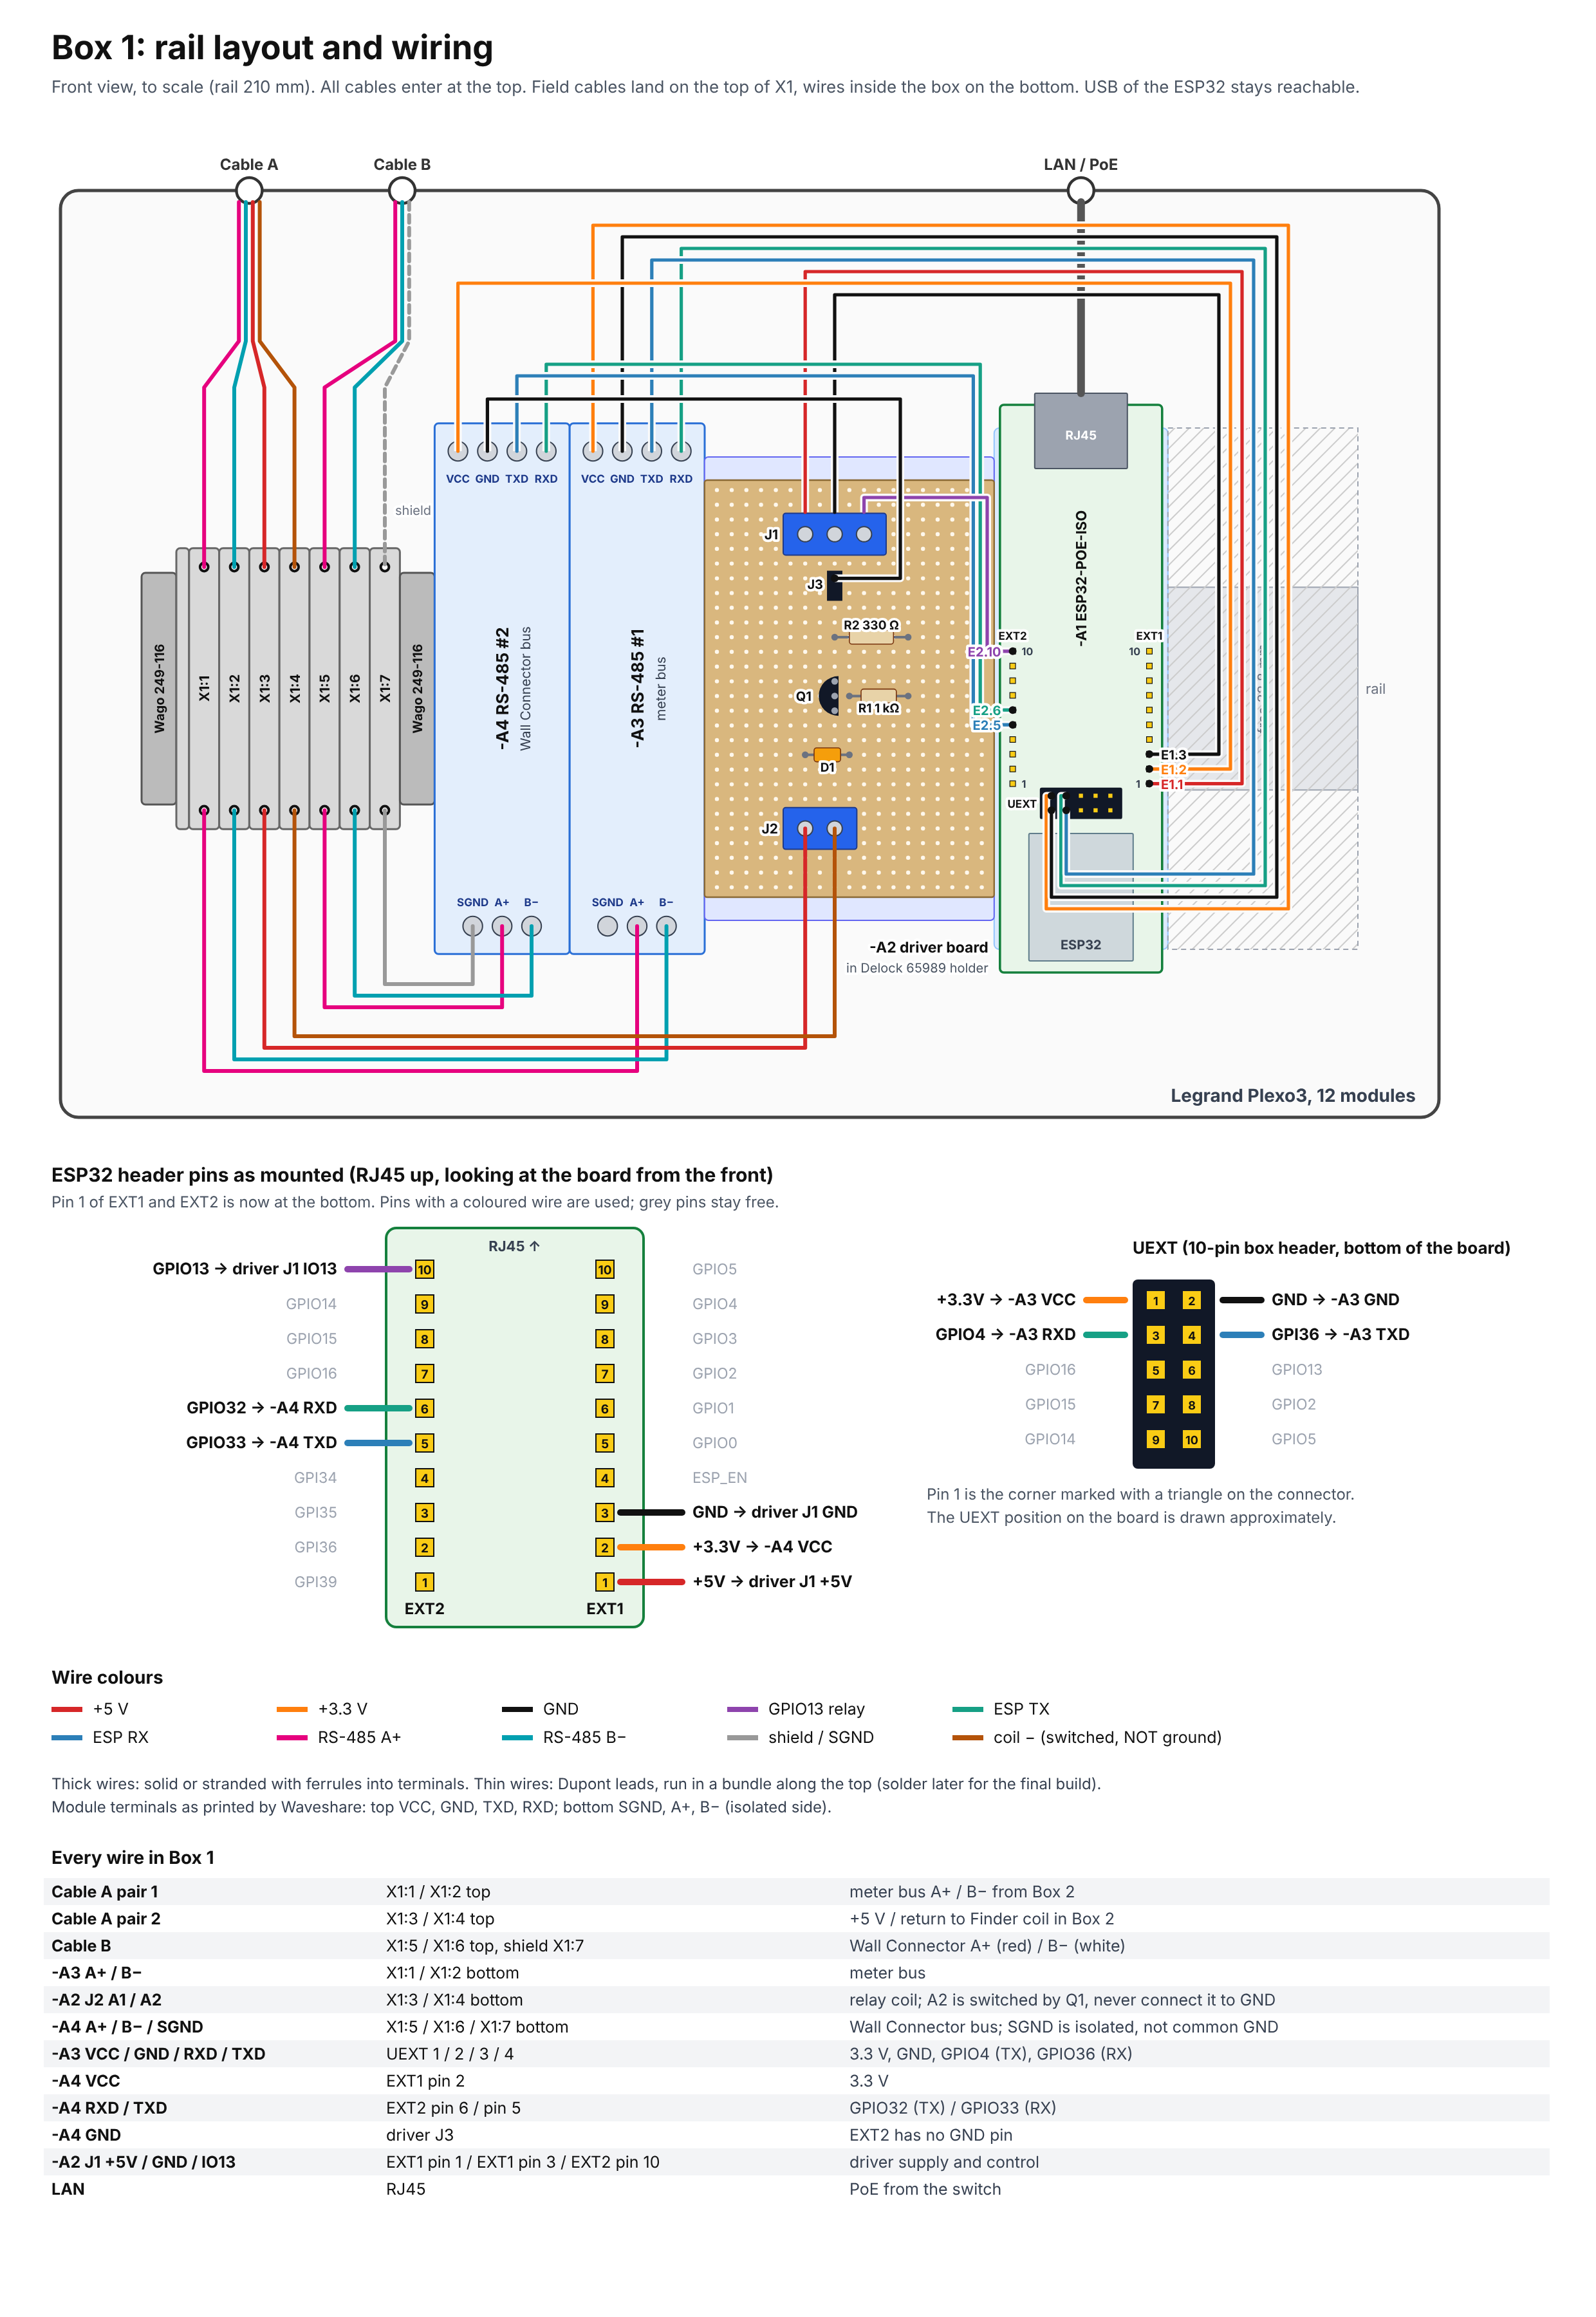 Box 1: rail layout and wiring
Front view, to scale (rail 210 mm). All cables enter at the top. Field cables land on the top of X1, wires inside the box on the bottom. USB of the ESP32 stays reachable.
Cable A
Cable B
LAN / PoE
RJ45
VCC GND TXD RXD
VCC GND TXD RXD
shield
J1
J3
R2 330 Ω
Q1
R1 1 kΩ
D1
J2
Wago 249-116
X1:1
X1:2
X1:3
X1:4
X1:5
X1:6
X1:7
Wago 249-116
-A4 RS-485 #2
Wall Connector bus
-A3 RS-485 #1
meter bus
-A1 ESP32-POE-ISO
EXT2
EXT1
E2.10
10
10
E2.6
E2.5
E1.3
E1.2
E1.1
1
1
UEXT
rail
SGND A+ B−
SGND A+ B−
ESP32
-A2 driver board
in Delock 65989 holder
Legrand Plexo3, 12 modules
ESP32 header pins as mounted (RJ45 up, looking at the board from the front)
Pin 1 of EXT1 and EXT2 is now at the bottom. Pins with a coloured wire are used; grey pins stay free.
RJ45 ↑
GPIO13 → driver J1 IO13 10 10 GPIO5
GPIO14 9 9 GPIO4
GPIO15 8 8 GPIO3
GPIO16 7 7 GPIO2
GPIO32 → -A4 RXD 6 6 GPIO1
GPIO33 → -A4 TXD 5 5 GPIO0
GPI34 4 4 ESP_EN
GPI35 3 3 GND → driver J1 GND
GPI36 2 2 +3.3V → -A4 VCC
GPI39 1 1 +5V → driver J1 +5V
EXT2 EXT1
UEXT (10-pin box header, bottom of the board)
+3.3V → -A3 VCC 1 2 GND → -A3 GND
GPIO4 → -A3 RXD 3 4 GPI36 → -A3 TXD
GPIO16 5 6 GPIO13
GPIO15 7 8 GPIO2
GPIO14 9 10 GPIO5
Pin 1 is the corner marked with a triangle on the connector.
The UEXT position on the board is drawn approximately.
Wire colours
+5 V +3.3 V GND GPIO13 relay ESP TX
ESP RX RS-485 A+ RS-485 B− shield / SGND coil − (switched, NOT ground)
Thick wires: solid or stranded with ferrules into terminals. Thin wires: Dupont leads, run in a bundle along the top (solder later for the final build).
Module terminals as printed by Waveshare: top VCC, GND, TXD, RXD; bottom SGND, A+, B− (isolated side).
Every wire in Box 1
Cable A pair 1 X1:1 / X1:2 top meter bus A+ / B− from Box 2
Cable A pair 2 X1:3 / X1:4 top +5 V / return to Finder coil in Box 2
Cable B X1:5 / X1:6 top, shield X1:7 Wall Connector A+ (red) / B− (white)
-A3 A+ / B− X1:1 / X1:2 bottom meter bus
-A2 J2 A1 / A2 X1:3 / X1:4 bottom relay coil; A2 is switched by Q1, never connect it to GND
-A4 A+ / B− / SGND X1:5 / X1:6 / X1:7 bottom Wall Connector bus; SGND is isolated, not common GND
-A3 VCC / GND / RXD / TXD UEXT 1 / 2 / 3 / 4 3.3 V, GND, GPIO4 (TX), GPIO36 (RX)
-A4 VCC EXT1 pin 2 3.3 V
-A4 RXD / TXD EXT2 pin 6 / pin 5 GPIO32 (TX) / GPIO33 (RX)
-A4 GND driver J3 EXT2 has no GND pin
-A2 J1 +5V / GND / IO13 EXT1 pin 1 / EXT1 pin 3 / EXT2 pin 10 driver supply and control
LAN RJ45 PoE from the switch